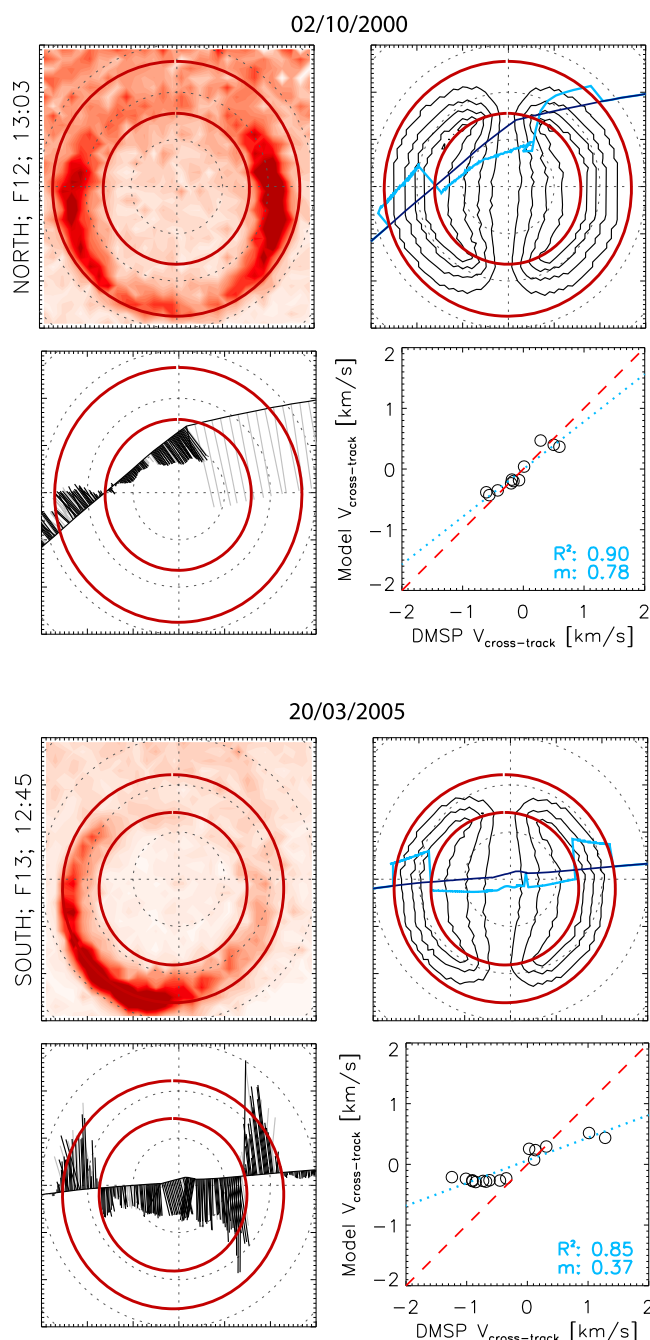 02/10/2000
NORTH; F12; 13:03
2
1
0
−1
−2
Model V_cross−track [km/s]
R²: 0.90
m: 0.78
−2 −1 0 1 2
DMSP V_cross−track [km/s]
20/03/2005
SOUTH; F13; 12:45
2
1
0
−1
−2
Model V_cross−track [km/s]
R²: 0.85
m: 0.37
−2 −1 0 1 2
DMSP V_cross−track [km/s]